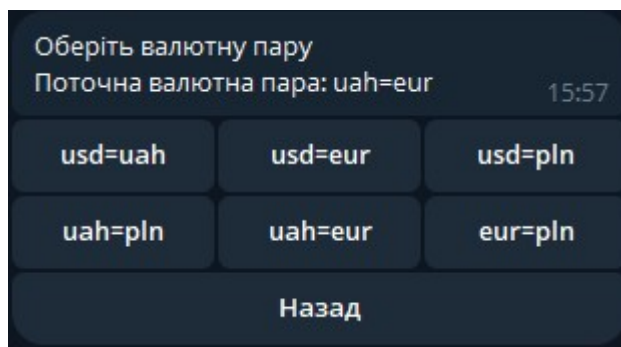 Оберіть валютну пару
Поточна валютна пара: uah=eur
15:57
usd=uah usd=eur usd=pln
uah=pln uah=eur eur=pln
Назад